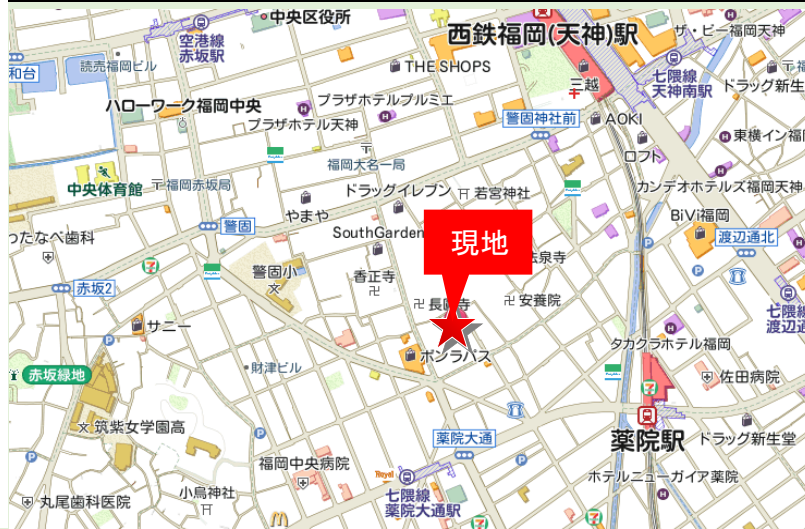 中央区役所
西鉄福岡(天神)駅
ザ・ビー福岡天神
空港線
赤坂駅
読売福岡ビル
和台
THE SHOPS
三越
七隈線
天神南駅
ドラッグ新生
ハローワーク福岡中央
プラザホテルプルミエ
プラザホテル天神
警固神社前
AOKI
東横イン福
ロフト
福岡大名一局
中央体育館
福岡赤坂局
ドラッグイレブン
若宮神社
カンデオホテルズ福岡天神
やまや
BiVi福岡
警固
SouthGarden
渡辺通北
わたなべ歯科
現地
警固小
香正寺
安養院
赤坂2
七隈線
渡辺通
サニー
タカクラホテル福岡
ボンラパス
財津ビル
赤坂緑地
佐田病院
筑紫女学園高
薬院大通
薬院駅
ドラッグ新生堂
福岡中央病院
Royal
ホテルニューガイア薬院
小烏神社
七隈線
薬院大通駅
丸尾歯科医院